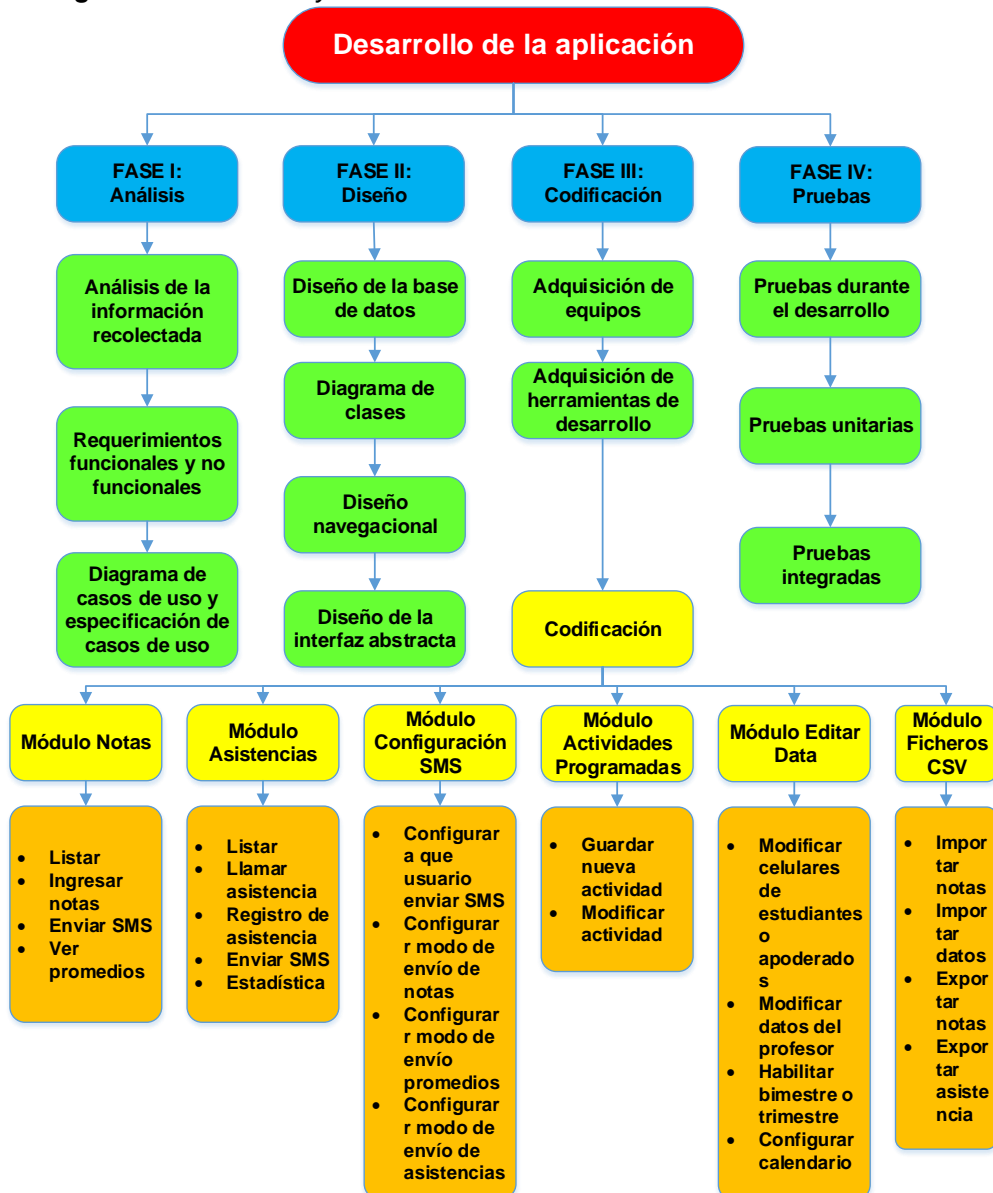 Desarrollo de la aplicación
FASE I:
Análisis
FASE II:
Diseño
FASE III:
Codificación
FASE IV:
Pruebas
Análisis de la
información
recolectada
Requerimientos
funcionales y no
funcionales
Diagrama de
casos de uso y
especificación de
casos de uso
Diseño de la base
de datos
Diagrama de
clases
Diseño
navegacional
Diseño de la
interfaz abstracta
Adquisición de
equipos
Adquisición de
herramientas de
desarrollo
Codificación
Pruebas durante
el desarrollo
Pruebas unitarias
Pruebas
integradas
Módulo Notas
• Listar
• Ingresar
notas
• Enviar SMS
• Ver
promedios
Módulo
Asistencias
• Listar
• Llamar
asistencia
• Registro de
asistencia
• Enviar SMS
• Estadística
Módulo
Configuración
SMS
• Configurar
a que
usuario
enviar SMS
• Configurar
r modo de
envío de
notas
• Configurar
r modo de
envío
promedios
• Configurar
r modo de
envío de
asistencias
Módulo
Actividades
Programadas
• Guardar
nueva
actividad
• Modificar
actividad
Módulo Editar
Data
• Modificar
celulares
de
estudiantes
o
apoderado
s
• Modificar
datos del
profesor
• Habilitar
bimestre o
trimestre
• Configurar
calendario
Módulo
Ficheros
CSV
• Impor
tar
notas
• Impor
tar
datos
• Expor
tar
notas
• Expor
tar
asiste
ncia